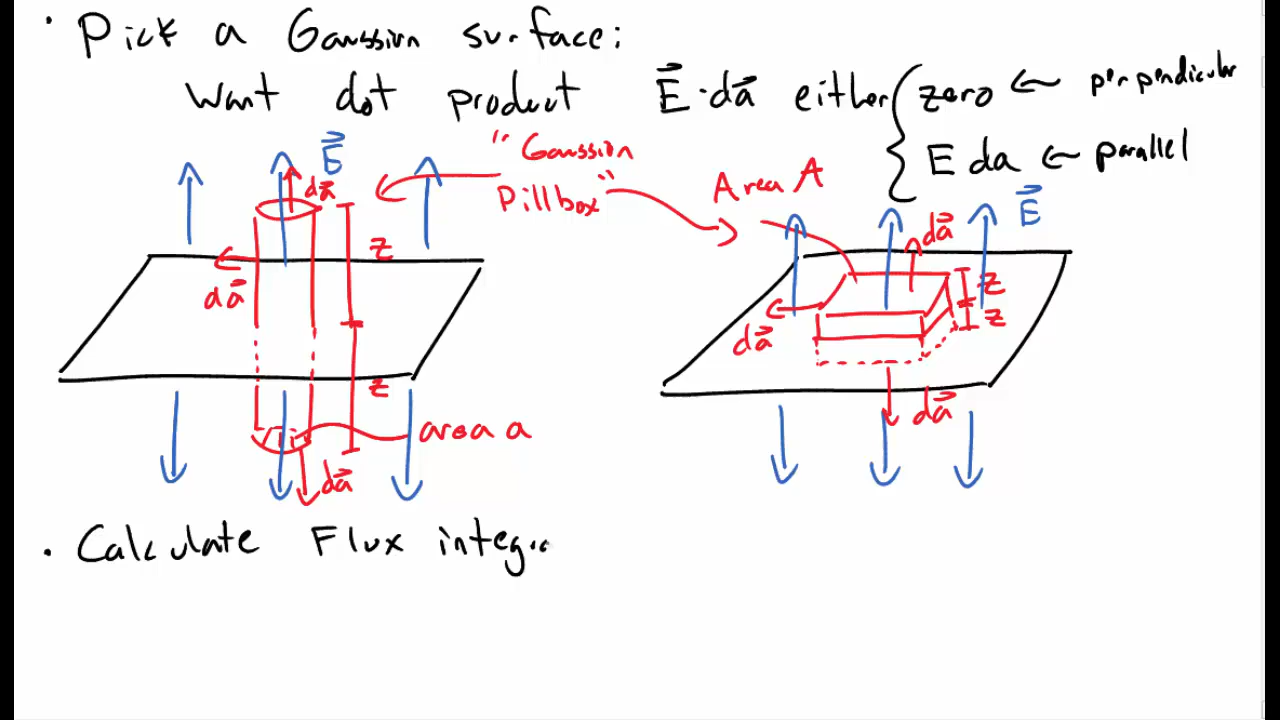 • Pick a Gaussian surface:
Want dot product E⃗·da⃗ either { zero ← perpendicular
E da ← parallel
"Gaussian
Pillbox"
Area A
E⃗
da⃗
z
da⃗
z
area a
da⃗
E⃗
da⃗
z
z
da⃗
da⃗
• Calculate Flux integr